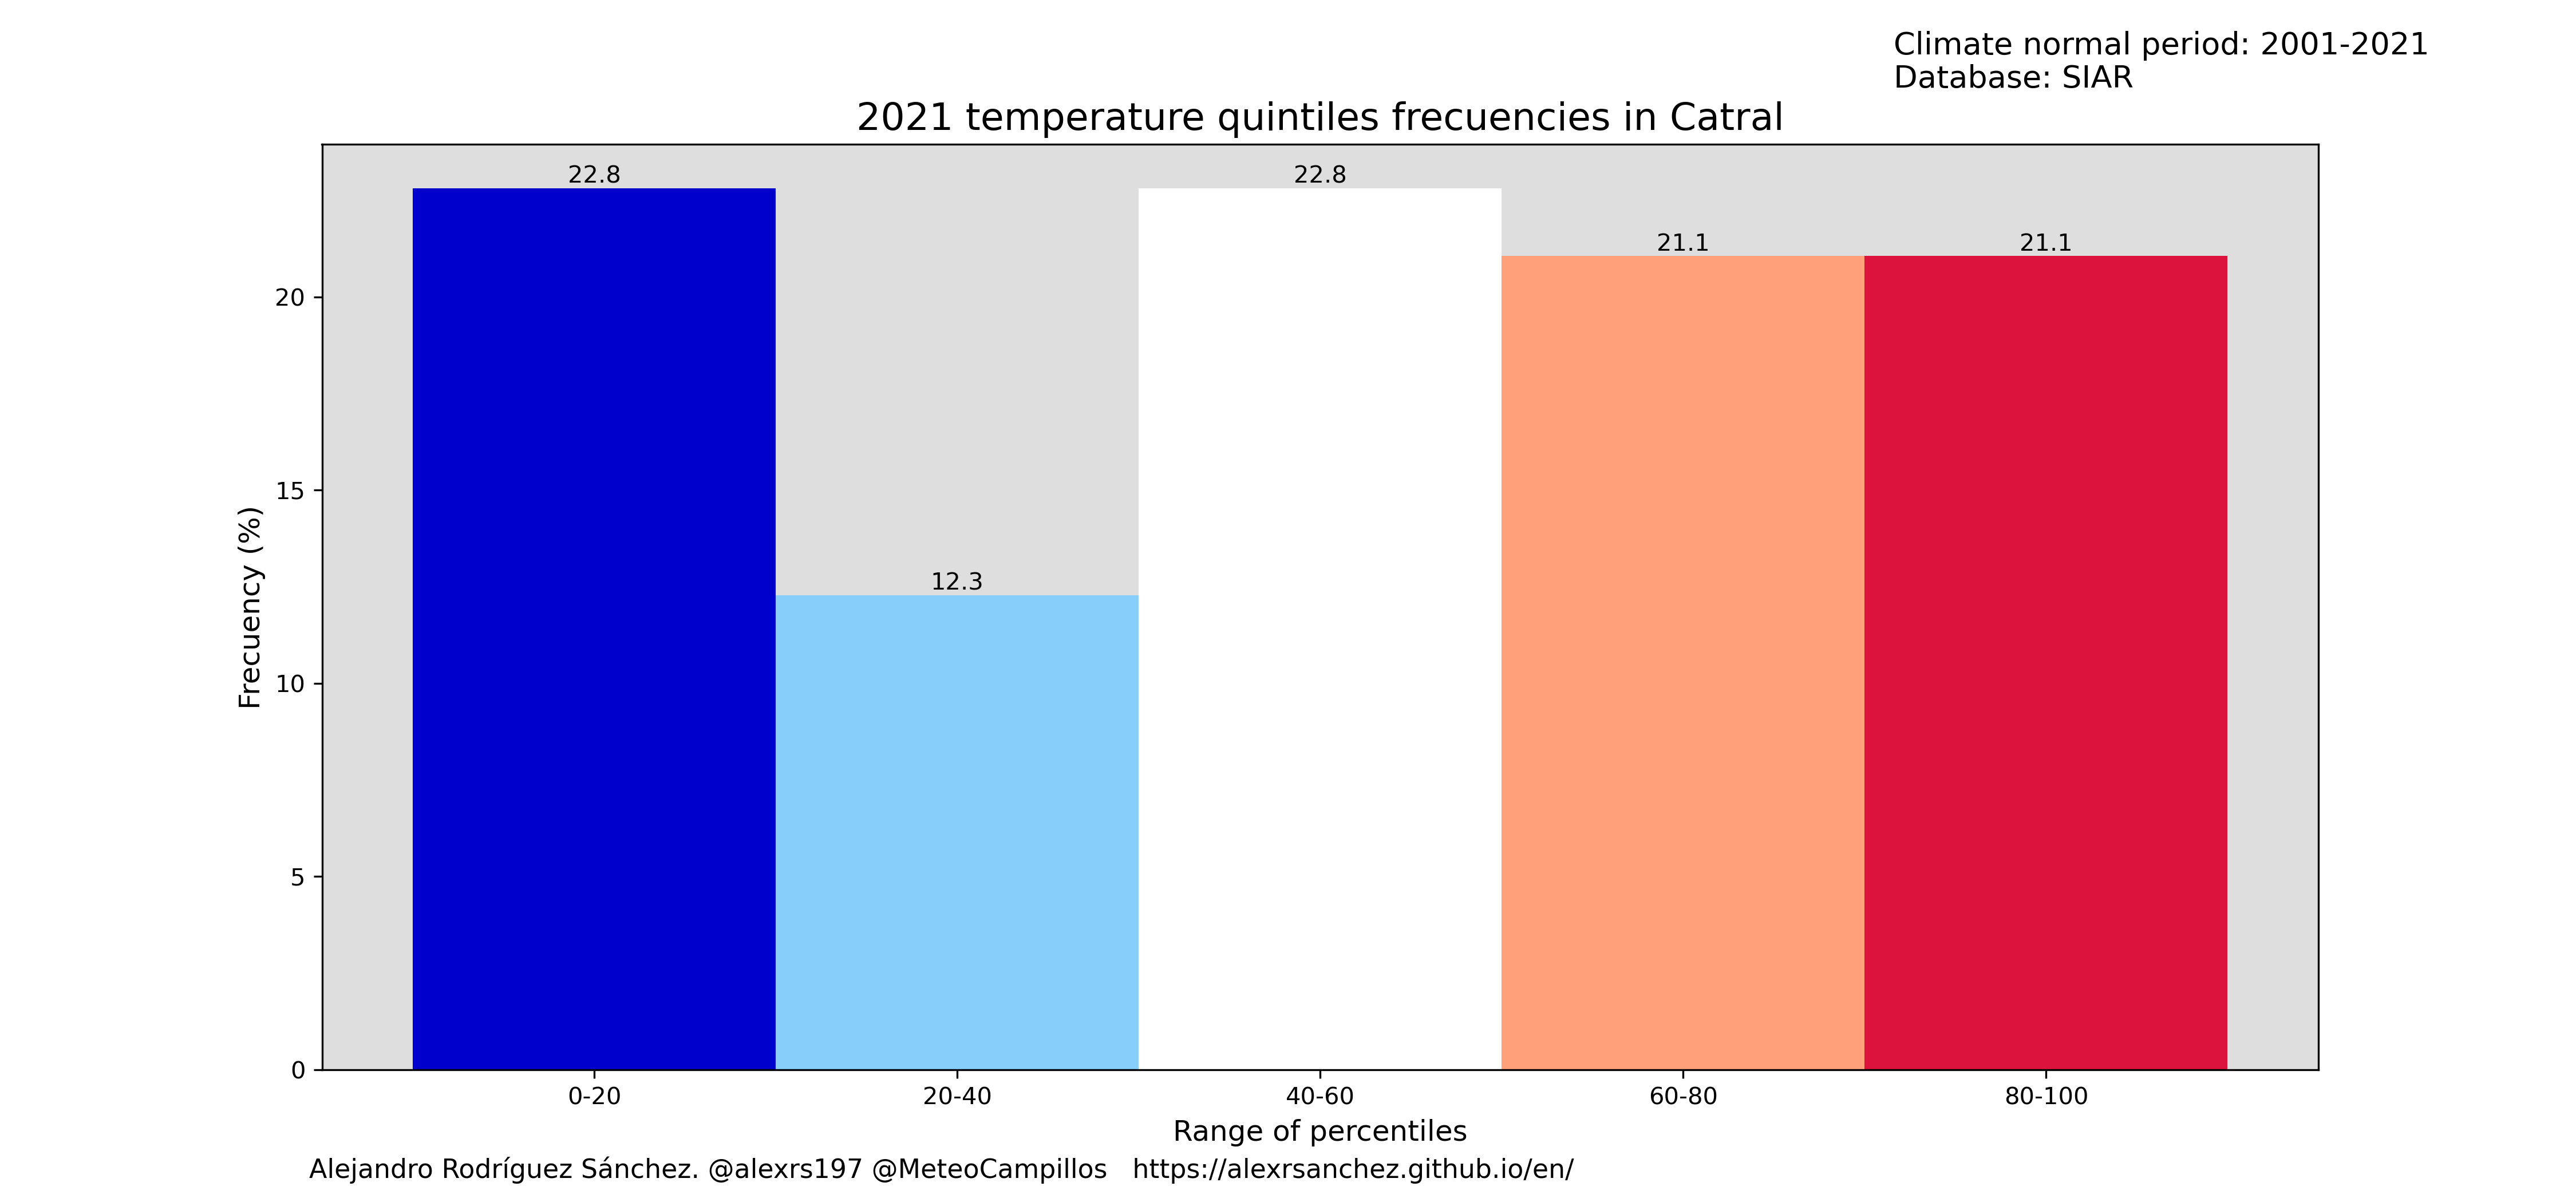 Climate normal period: 2001-2021
Database: SIAR
2021 temperature quintiles frecuencies in Catral
22.8
22.8
21.1
21.1
12.3
Frecuency (%)
20
15
10
5
0
0-20
20-40
40-60
60-80
80-100
Range of percentiles
Alejandro Rodríguez Sánchez. @alexrs197 @MeteoCampillos https://alexrsanchez.github.io/en/